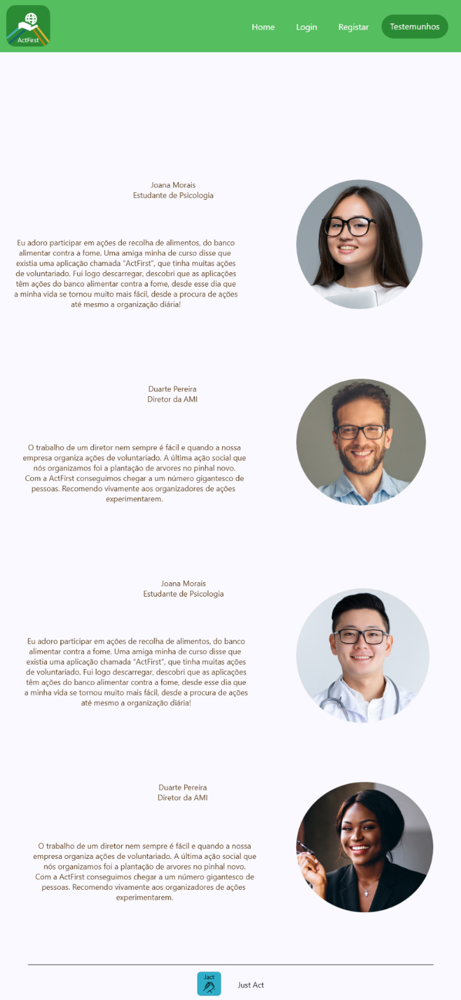 ActFirst
Home Login Registar Testemunhos
Joana Morais
Estudante de Psicologia
Eu adoro participar em ações de recolha de alimentos, do banco
alimentar contra a fome. Uma amiga minha de curso disse que
existia uma aplicação chamada “ActFirst”, que tinha muitas ações
de voluntariado. Fui logo descarregar, descobri que as aplicações
têm ações do banco alimentar contra a fome, desde esse dia que
a minha vida se tornou muito mais fácil, desde a procura de ações
até mesmo a organização diária!
Duarte Pereira
Diretor da AMI
O trabalho de um diretor nem sempre é fácil e quando a nossa
empresa organiza ações de voluntariado. A última ação social que
nós organizamos foi a plantação de arvores no pinhal novo.
Com a ActFirst conseguimos chegar a um número gigantesco de
pessoas. Recomendo vivamente aos organizadores de ações
experimentarem.
Joana Morais
Estudante de Psicologia
Eu adoro participar em ações de recolha de alimentos, do banco
alimentar contra a fome. Uma amiga minha de curso disse que
existia uma aplicação chamada “ActFirst”, que tinha muitas ações
de voluntariado. Fui logo descarregar, descobri que as aplicações
têm ações do banco alimentar contra a fome, desde esse dia que
a minha vida se tornou muito mais fácil, desde a procura de ações
até mesmo a organização diária!
Duarte Pereira
Diretor da AMI
O trabalho de um diretor nem sempre é fácil e quando a nossa
empresa organiza ações de voluntariado. A última ação social que
nós organizamos foi a plantação de arvores no pinhal novo.
Com a ActFirst conseguimos chegar a um número gigantesco de
pessoas. Recomendo vivamente aos organizadores de ações
experimentarem.
Jact
Just Act